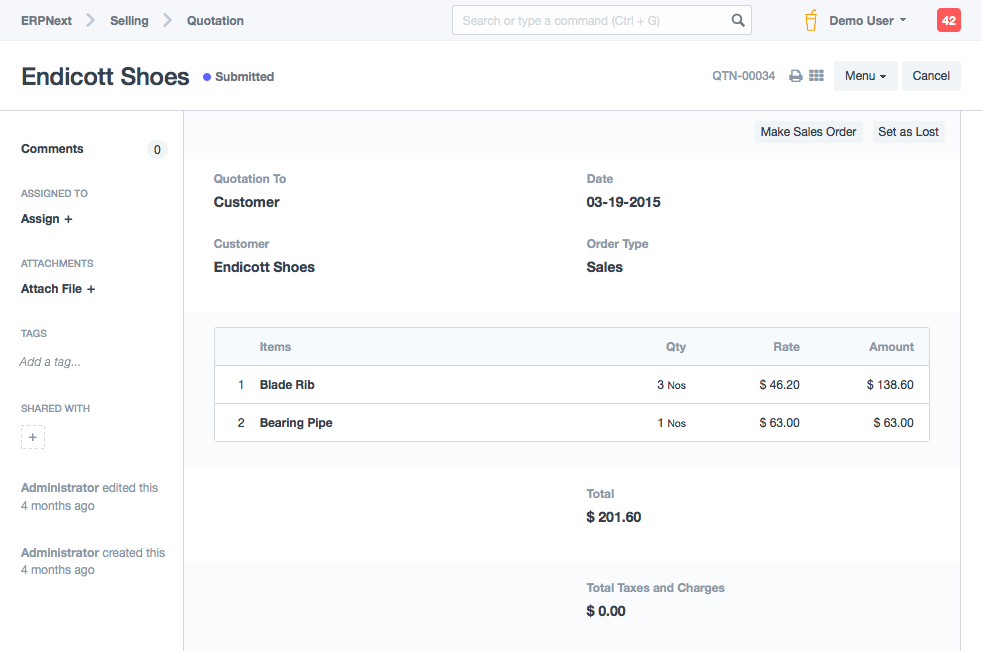 ERPNext Selling Quotation Search or type a command (Ctrl + G) Demo User 42
Endicott Shoes Submitted QTN-00034 Menu Cancel
Make Sales Order Set as Lost
Comments 0
ASSIGNED TO
Assign +
ATTACHMENTS
Attach File +
TAGS
Add a tag...
SHARED WITH
+
Administrator edited this
4 months ago
Administrator created this
4 months ago
Quotation To Date
Customer 03-19-2015
Customer Order Type
Endicott Shoes Sales
Items Qty Rate Amount
1 Blade Rib 3 Nos $ 46.20 $ 138.60
2 Bearing Pipe 1 Nos $ 63.00 $ 63.00
Total
$ 201.60
Total Taxes and Charges
$ 0.00